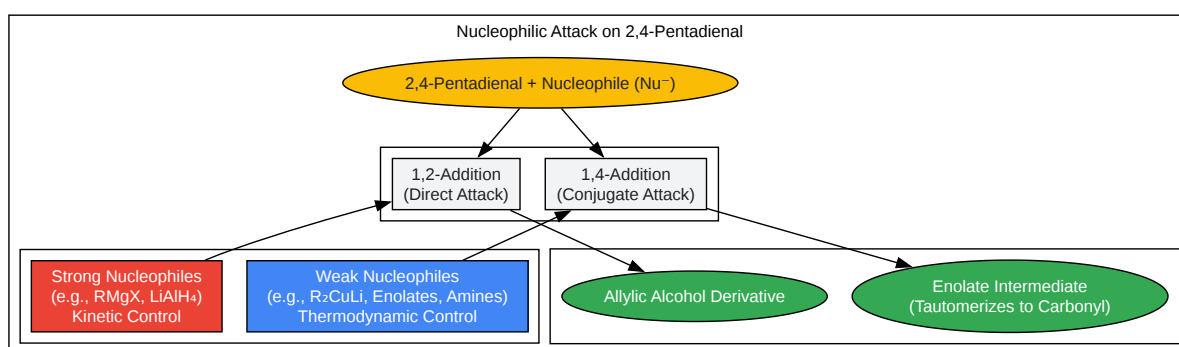 Nucleophilic Attack on 2,4-Pentadienal
2,4-Pentadienal + Nucleophile (Nu⁻)
1,2-Addition
(Direct Attack)
1,4-Addition
(Conjugate Attack)
Strong Nucleophiles
(e.g., RMgX, LiAlH₄)
Kinetic Control
Weak Nucleophiles
(e.g., R₂CuLi, Enolates, Amines)
Thermodynamic Control
Allylic Alcohol Derivative
Enolate Intermediate
(Tautomerizes to Carbonyl)